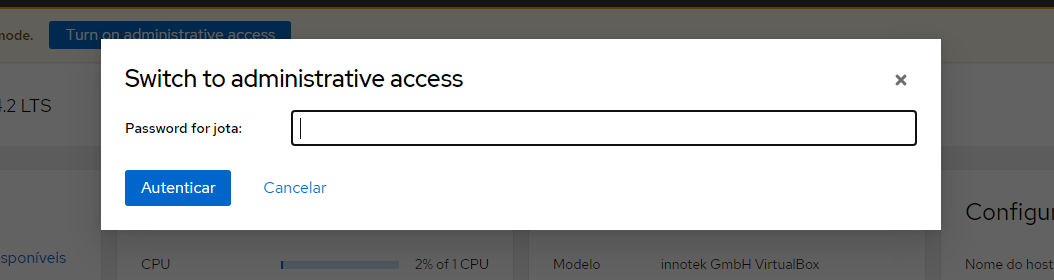 mode. Turn on administrative access
Switch to administrative access
.2 LTS
Password for jota:
Autenticar Cancelar
Configur
sponíveis
CPU 2% of 1 CPU Modelo innotek GmbH VirtualBox Nome do host